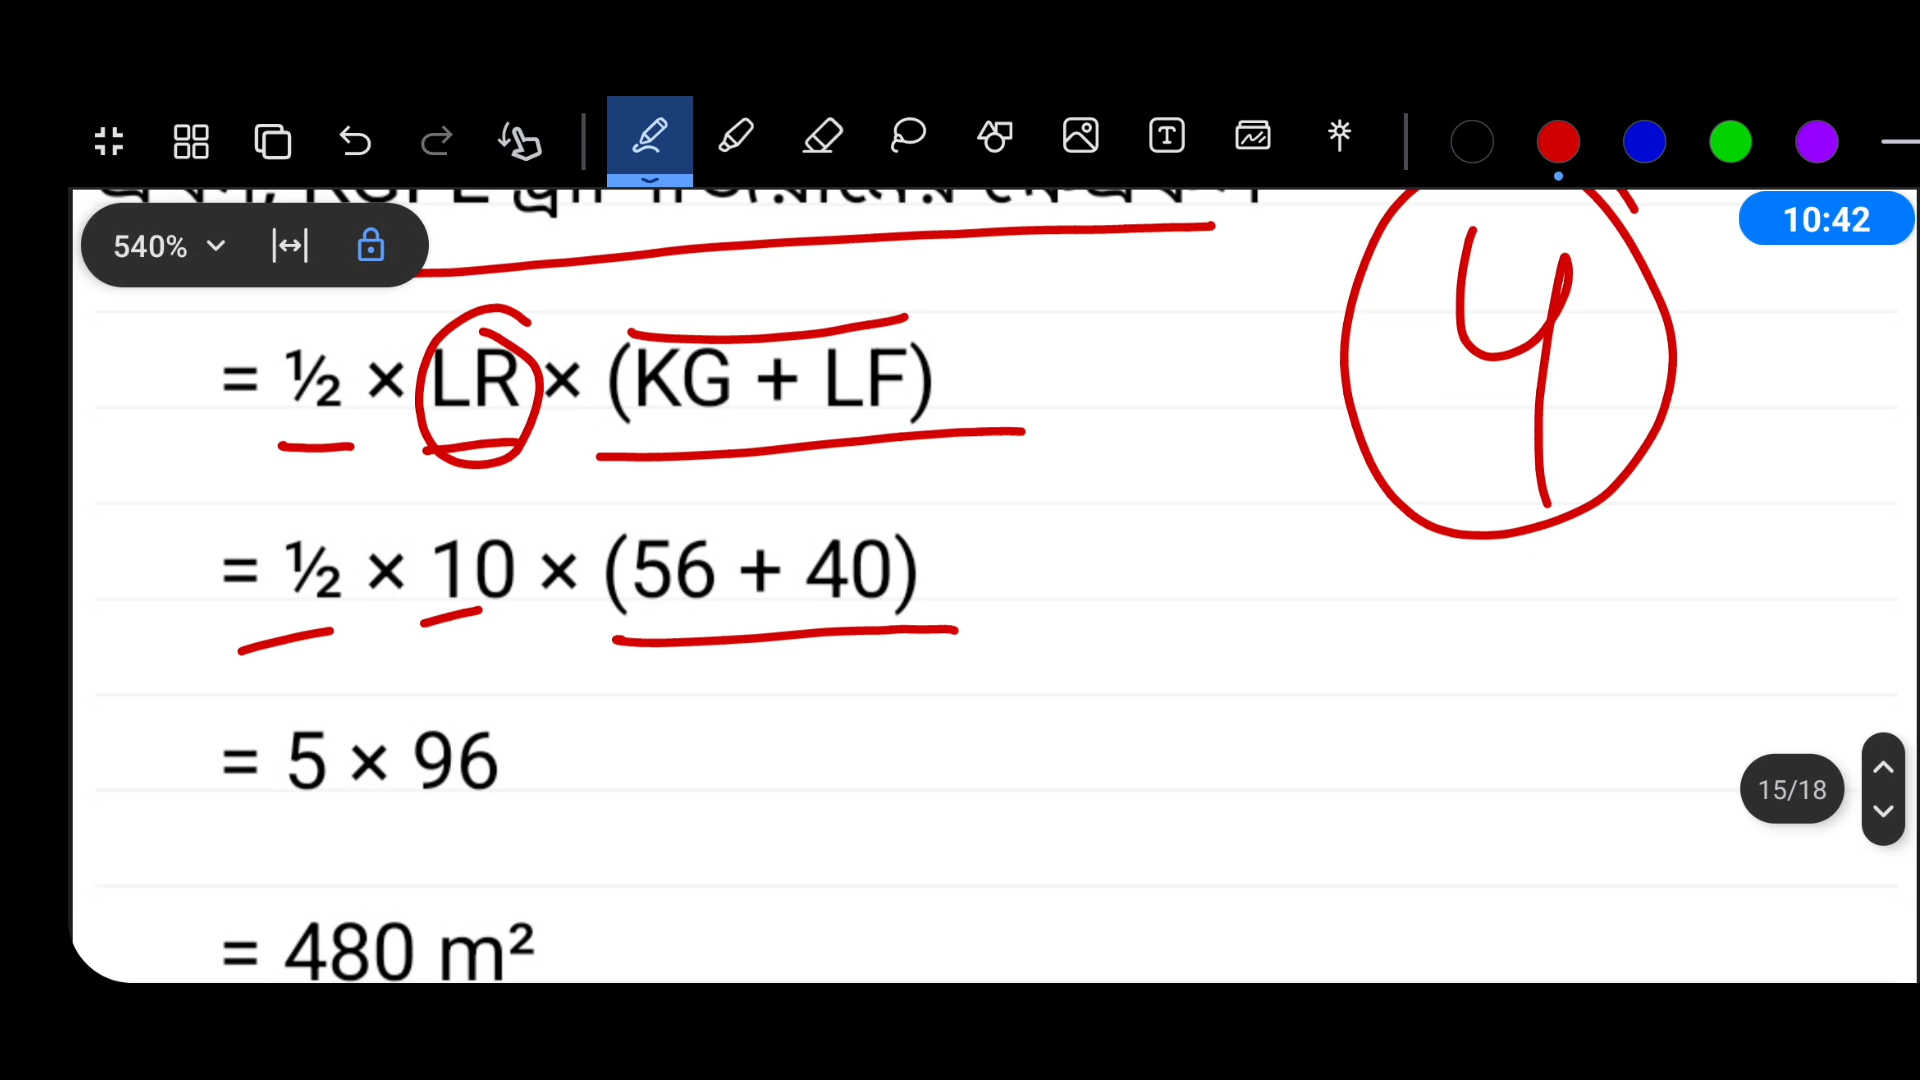 540%
10:42
4
= ½ × LR × (KG + LF)
= ½ × 10 × (56 + 40)
= 5 × 96
15/18
= 480 m²